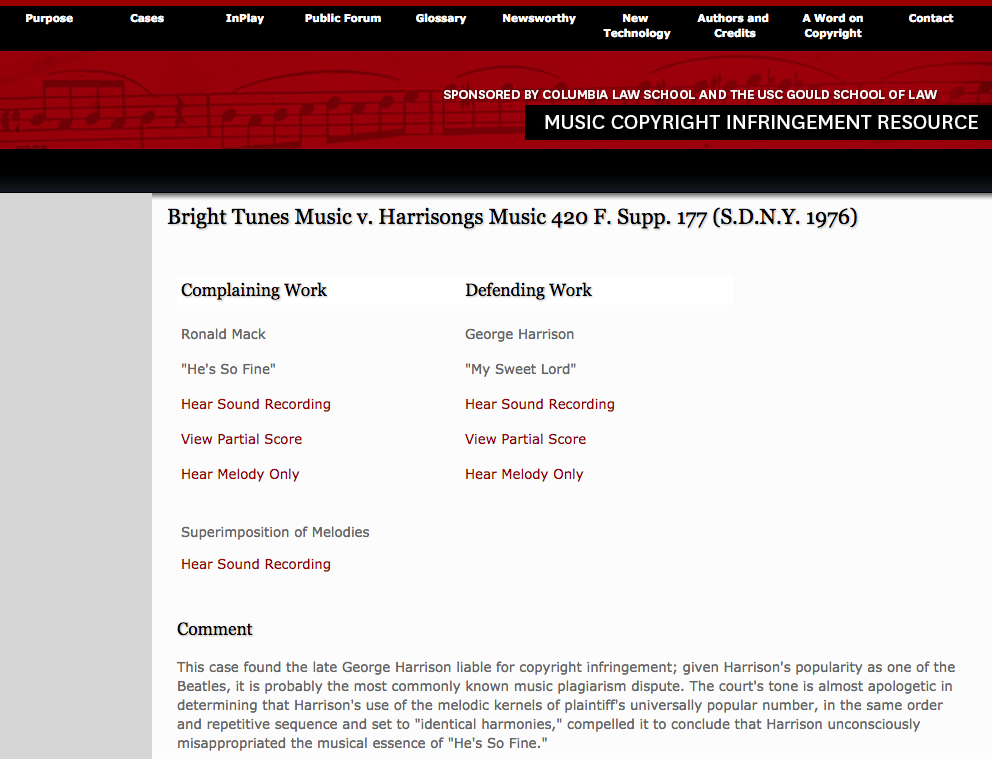 Purpose Cases InPlay Public Forum Glossary Newsworthy New Technology Authors and Credits A Word on Copyright Contact
SPONSORED BY COLUMBIA LAW SCHOOL AND THE USC GOULD SCHOOL OF LAW
MUSIC COPYRIGHT INFRINGEMENT RESOURCE
Bright Tunes Music v. Harrisongs Music 420 F. Supp. 177 (S.D.N.Y. 1976)
Complaining Work Defending Work
Ronald Mack George Harrison
"He's So Fine" "My Sweet Lord"
Hear Sound Recording Hear Sound Recording
View Partial Score View Partial Score
Hear Melody Only Hear Melody Only
Superimposition of Melodies
Hear Sound Recording
Comment
This case found the late George Harrison liable for copyright infringement; given Harrison's popularity as one of the
Beatles, it is probably the most commonly known music plagiarism dispute. The court's tone is almost apologetic in
determining that Harrison's use of the melodic kernels of plaintiff's universally popular number, in the same order
and repetitive sequence and set to "identical harmonies," compelled it to conclude that Harrison unconsciously
misappropriated the musical essence of "He's So Fine."